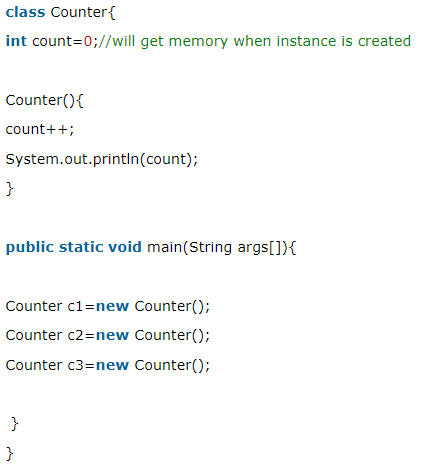 class Counter{
int count=0;//will get memory when instance is created
Counter(){
count++;
System.out.println(count);
}
public static void main(String args[]){
Counter c1=new Counter();
Counter c2=new Counter();
Counter c3=new Counter();
}
}